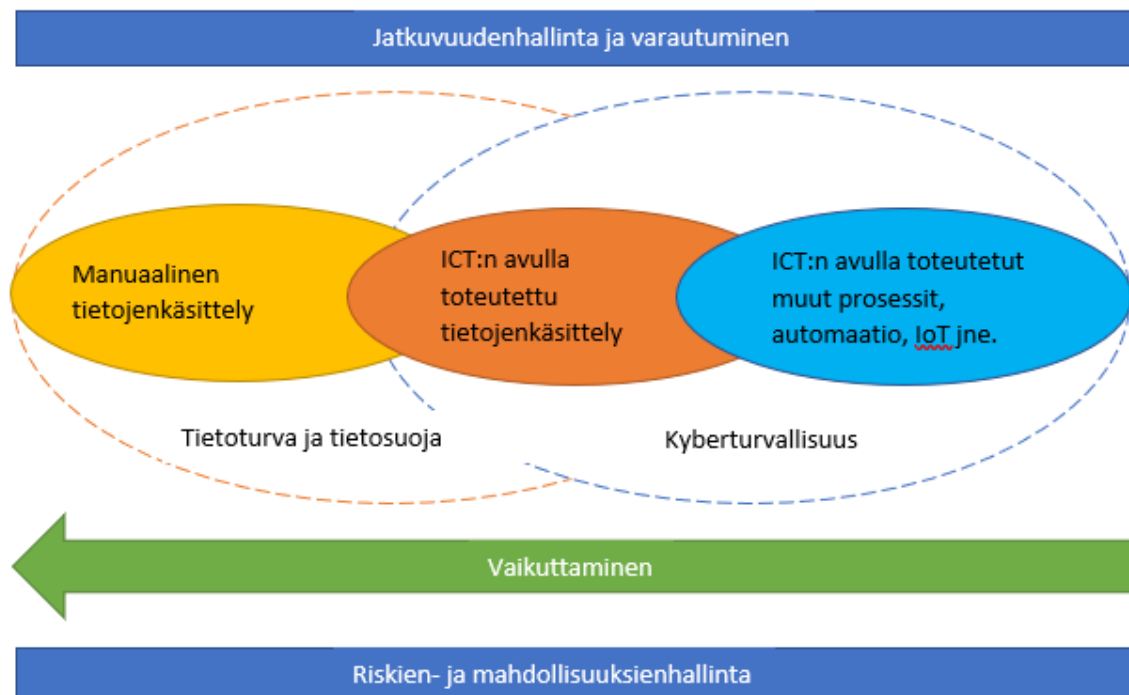 Jatkuvuudenhallinta ja varautuminen
Manuaalinen
tietojenkäsittely
ICT:n avulla
toteutettu
tietojenkäsittely
ICT:n avulla toteutetut
muut prosessit,
automaatio, IoT jne.
Tietoturva ja tietosuoja
Kyberturvallisuus
Vaikuttaminen
Riskien- ja mahdollisuuksienhallinta